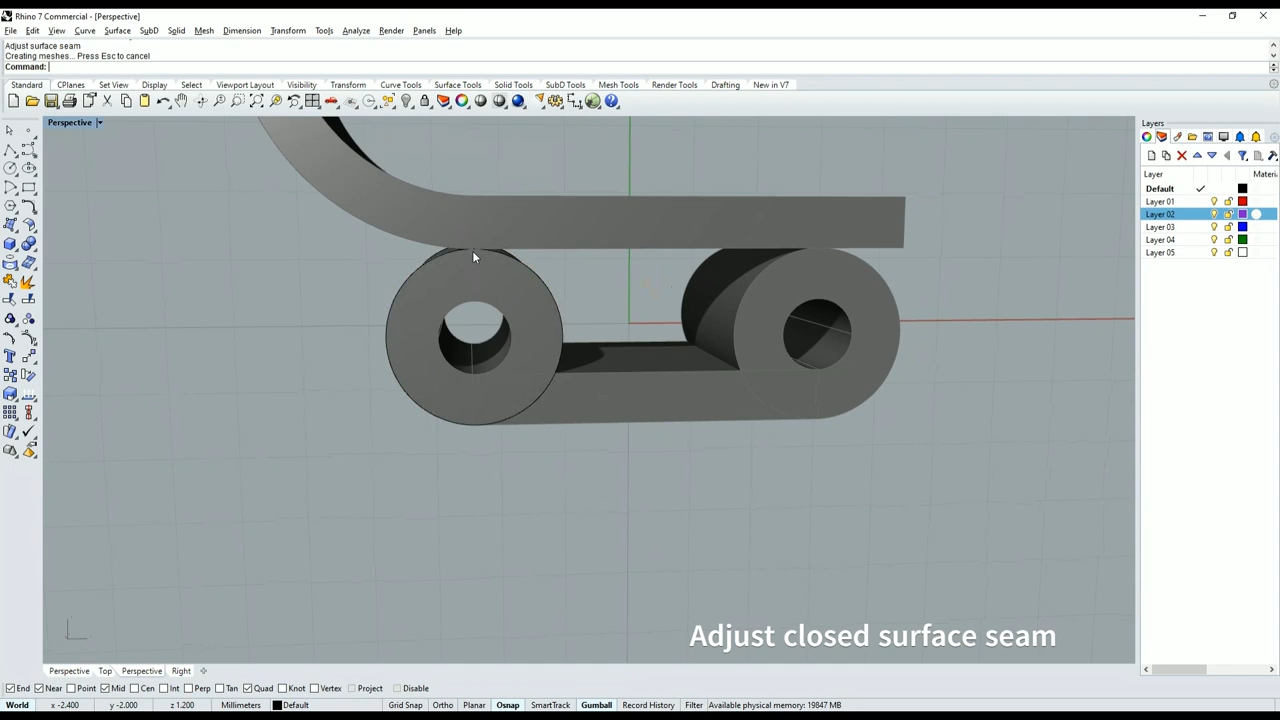 Rhino 7 Commercial - [Perspective]
File Edit View Curve Surface SubD Solid Mesh Dimension Transform Tools Analyze Render Panels Help
Adjust surface seam
Creating meshes... Press Esc to cancel
Command:
Standard CPlanes Set View Display Select Viewport Layout Visibility Transform Curve Tools Surface Tools Solid Tools SubD Tools Mesh Tools Render Tools Drafting New in V7
Perspective
Layers
Layer Materi
Default
Layer 01
Layer 02
Layer 03
Layer 04
Layer 05
Adjust closed surface seam
Perspective Top Perspective Right
End Near Point Mid Cen Int Perp Tan Quad Knot Vertex Project Disable
World x -2.400 y -2.000 z 1.200 Millimeters Default Grid Snap Ortho Planar Osnap SmartTrack Gumball Record History Filter Available physical memory: 19847 MB